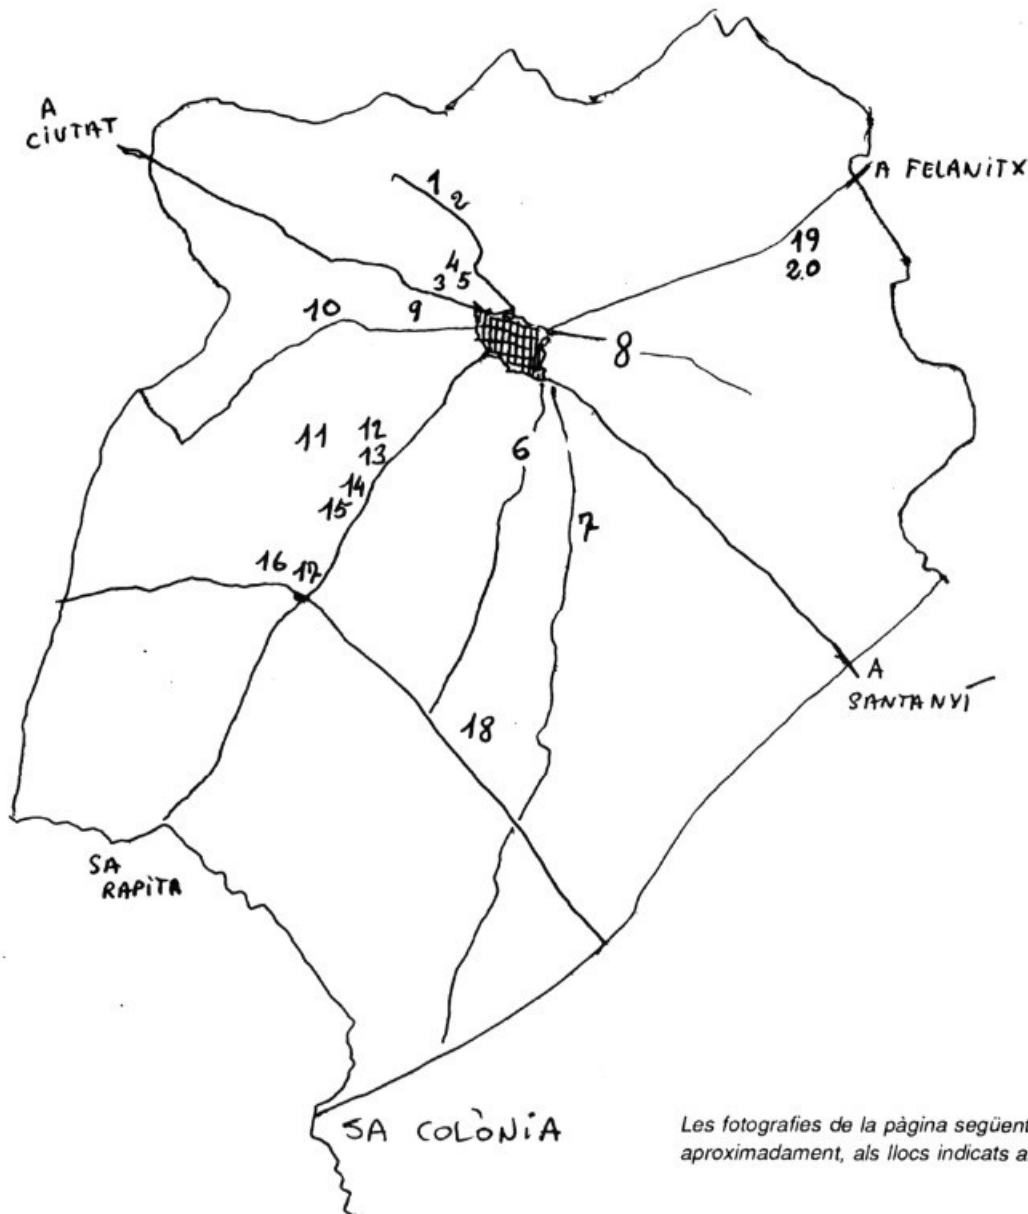 A
CIUTAT
A FELANITX
1
2
19
20
4
3 5
10
9
8
11
12
13
6
14
15
7
16 17
A
SANTANYÍ
18
SA
RAPITA
SA COLÒNIA
Les fotografies de la pàgina següent
aproximadament, als llocs indicats a